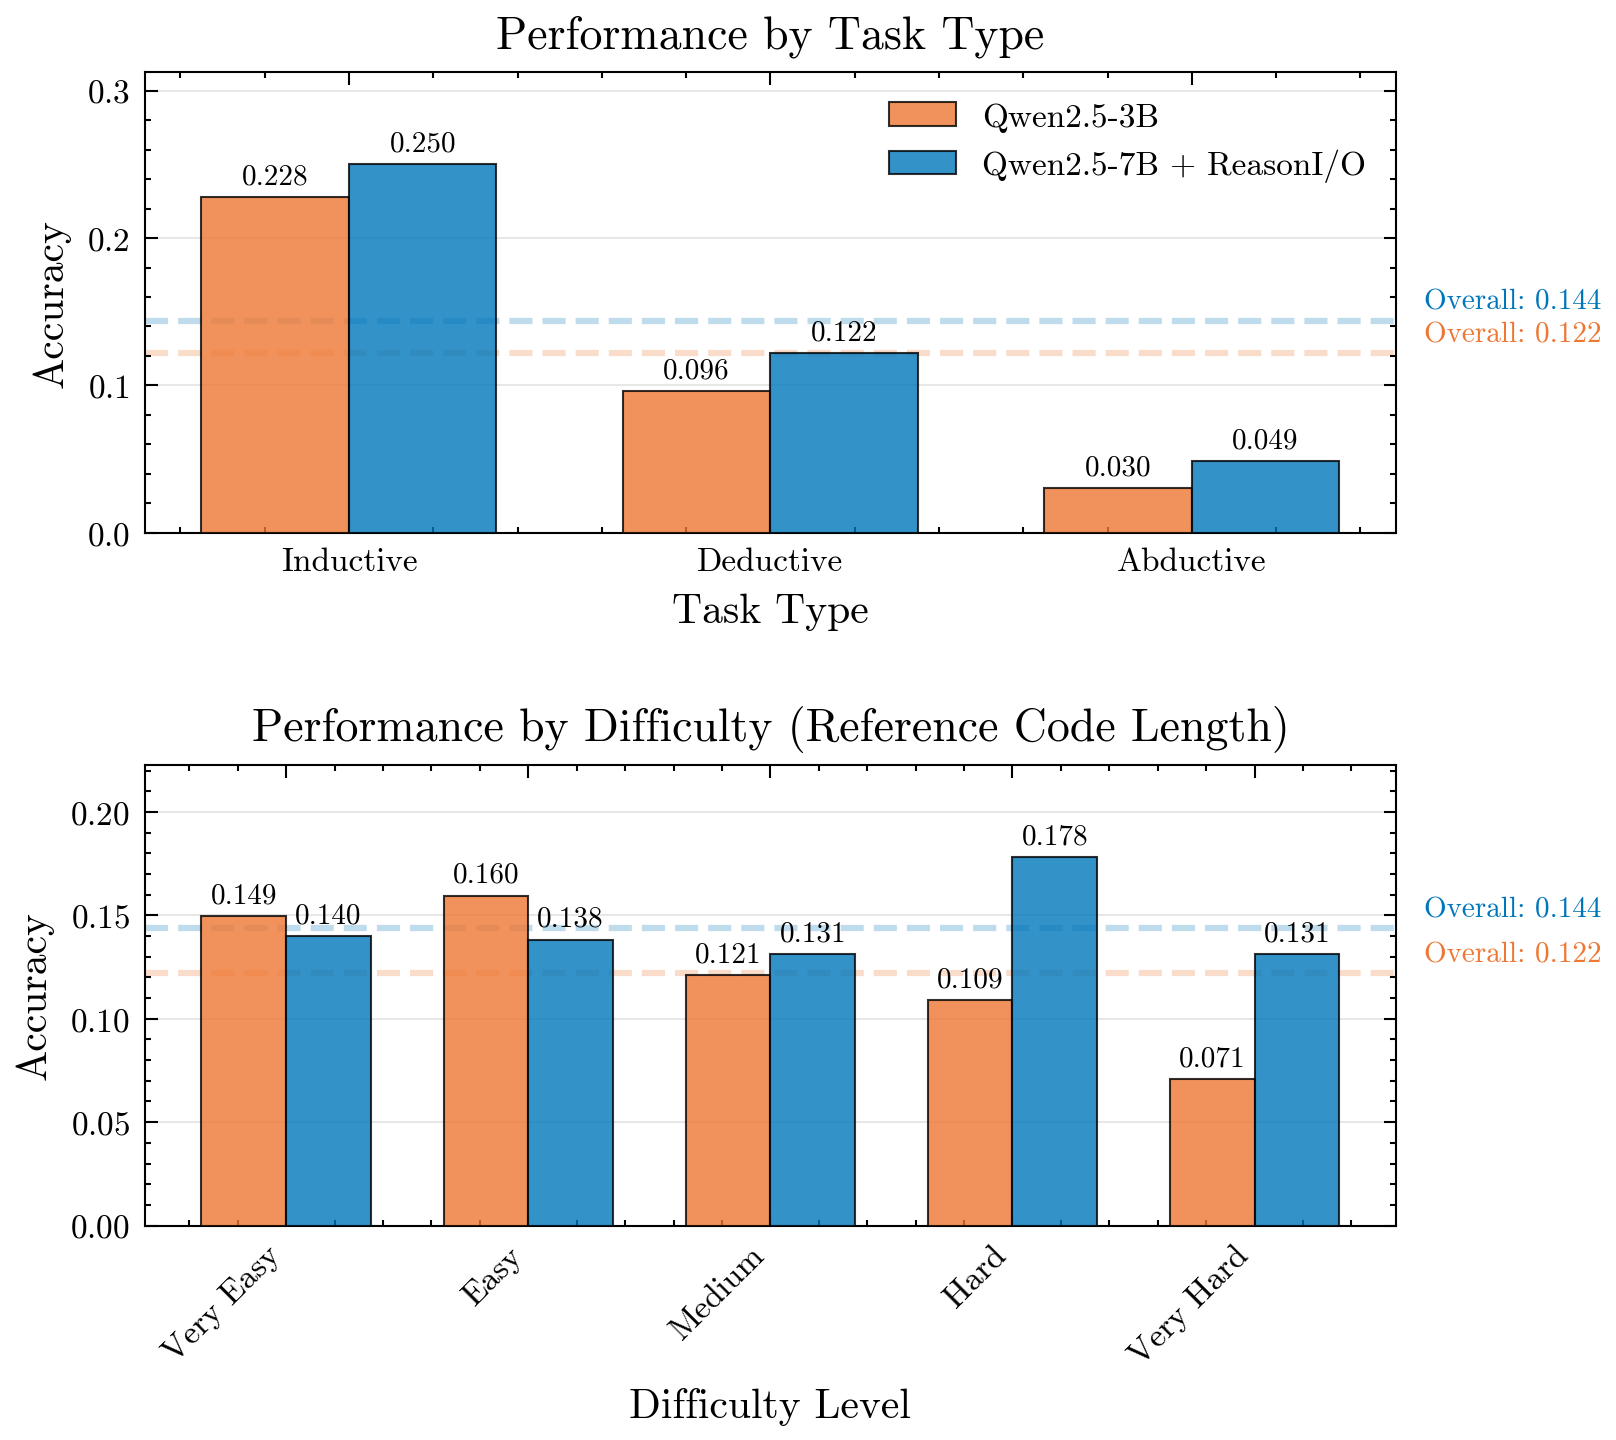 Performance by Task Type
Accuracy
0.3
0.2
0.1
0.0
Qwen2.5-3B
Qwen2.5-7B + ReasonI/O
0.228
0.250
0.096
0.122
0.030
0.049
Overall: 0.144
Overall: 0.122
Inductive
Deductive
Abductive
Task Type
Performance by Difficulty (Reference Code Length)
Accuracy
0.20
0.15
0.10
0.05
0.00
0.149
0.140
0.160
0.138
0.121
0.131
0.109
0.178
0.071
0.131
Overall: 0.144
Overall: 0.122
Very Easy
Easy
Medium
Hard
Very Hard
Difficulty Level